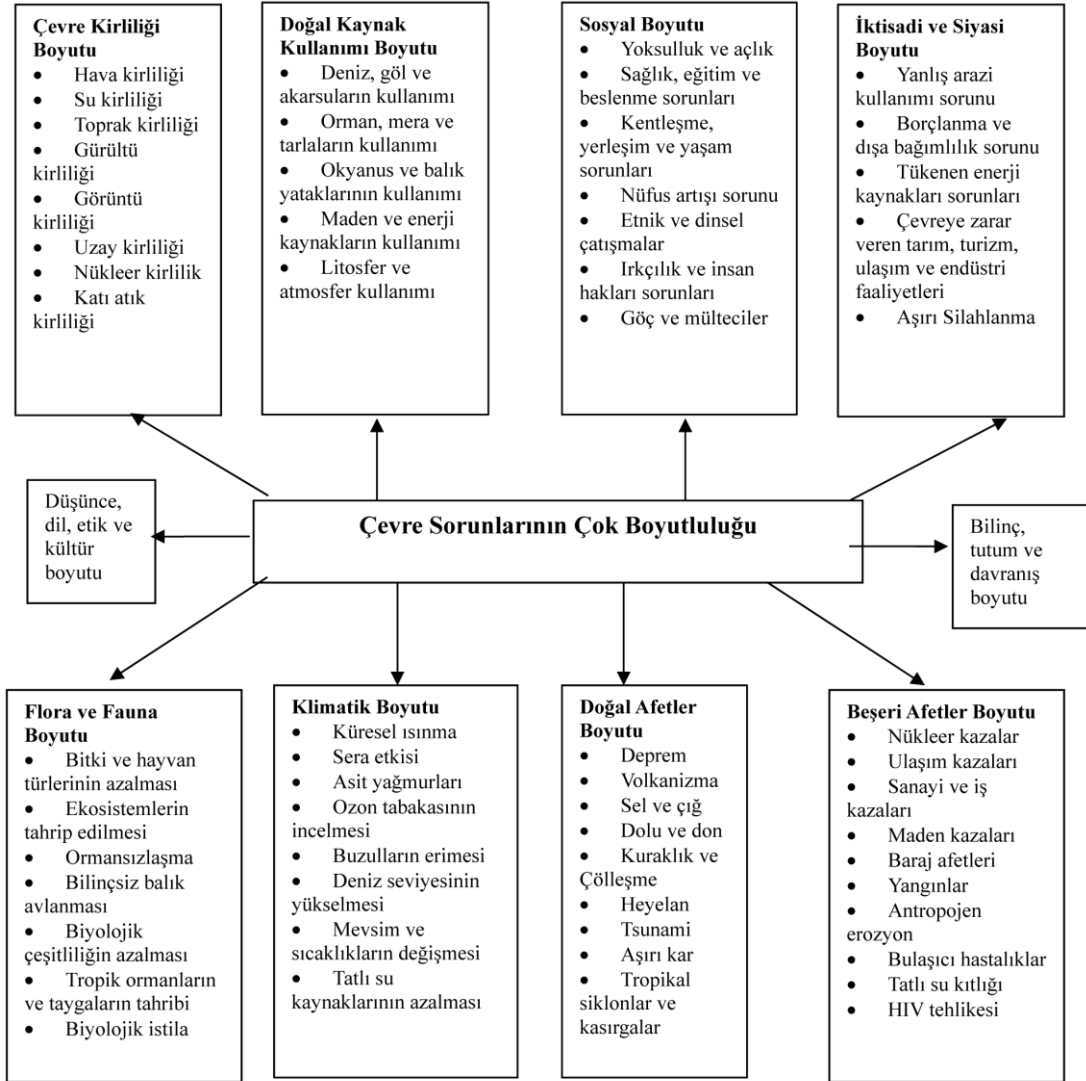 Çevre Kirliliği
Boyutu
• Hava kirliliği
• Su kirliliği
• Toprak kirliliği
• Gürültü
kirliliği
• Görüntü
kirliliği
• Uzay kirliliği
• Nükleer kirlilik
• Katı atık
kirliliği
Doğal Kaynak
Kullanımı Boyutu
• Deniz, göl ve
akarsuların kullanımı
• Orman, mera ve
tarlaların kullanımı
• Okyanus ve balık
yataklarının kullanımı
• Maden ve enerji
kaynakların kullanımı
• Litosfer ve
atmosfer kullanımı
Sosyal Boyutu
• Yoksulluk ve açlık
• Sağlık, eğitim ve
beslenme sorunları
• Kentleşme,
yerleşim ve yaşam
sorunları
• Nüfus artışı sorunu
• Etnik ve dinsel
çatışmalar
• Irkçılık ve insan
hakları sorunları
• Göç ve mülteciler
İktisadi ve Siyasi
Boyutu
• Yanlış arazi
kullanımı sorunu
• Borçlanma ve
dışa bağımlılık sorunu
• Tükenen enerji
kaynakları sorunları
• Çevreye zarar
veren tarım, turizm,
ulaşım ve endüstri
faaliyetleri
• Aşırı Silahlanma
Düşünce,
dil, etik ve
kültür
boyutu
Çevre Sorunlarının Çok Boyutluluğu
Bilinç,
tutum ve
davranış
boyutu
Flora ve Fauna
Boyutu
• Bitki ve hayvan
türlerinin azalması
• Ekosistemlerin
tahrip edilmesi
• Ormansızlaşma
• Bilinçsiz balık
avlanması
• Biyolojik
çeşitliliğin azalması
• Tropik ormanların
ve taygaların tahribi
• Biyolojik istila
Klimatik Boyutu
• Küresel ısınma
• Sera etkisi
• Asit yağmurları
• Ozon tabakasının
incelmesi
• Buzulların erimesi
• Deniz seviyesinin
yükselmesi
• Mevsim ve
sıcaklıkların değişmesi
• Tatlı su
kaynaklarının azalması
Doğal Afetler
Boyutu
• Deprem
• Volkanizma
• Sel ve çığ
• Dolu ve don
• Kuraklık ve
Çölleşme
• Heyelan
• Tsunami
• Aşırı kar
• Tropikal
siklonlar ve
kasırgalar
Beşeri Afetler Boyutu
• Nükleer kazalar
• Ulaşım kazaları
• Sanayi ve iş
kazaları
• Maden kazaları
• Baraj afetleri
• Yangınlar
• Antropojen
erozyon
• Bulaşıcı hastalıklar
• Tatlı su kıtlığı
• HIV tehlikesi